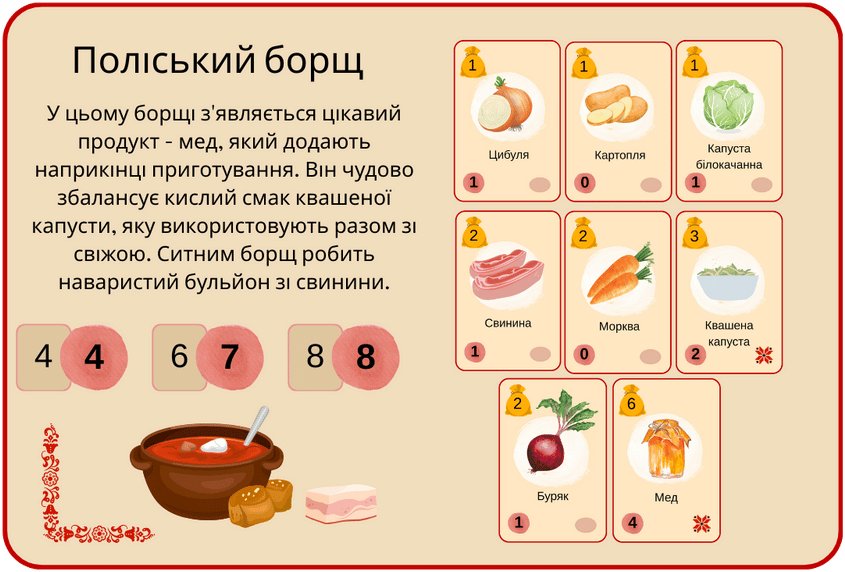 Поліський борщ
У цьому борщі з'являється цікавий
продукт - мед, який додають
наприкінці приготування. Він чудово
збалансує кислий смак квашеної
капусти, яку використовують разом зі
свіжою. Ситним борщ робить
наваристий бульйон зі свинини.
4 4 6 7 8 8
1
Цибуля
1
1
Картопля
0
1
Капуста
білокачанна
1
2
Свинина
1
2
Морква
0
3
Квашена
капуста
2
2
Буряк
1
6
Мед
4